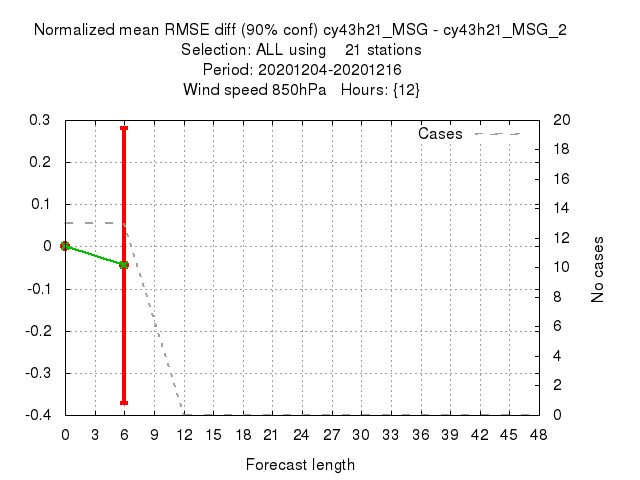 Normalized mean RMSE diff (90% conf) cy43h21_MSG - cy43h21_MSG_2
Selection: ALL using 21 stations
Period: 20201204-20201216
Wind speed 850hPa Hours: {12}
0.3
0.2
0.1
0
-0.1
-0.2
-0.3
-0.4
Cases
20
18
16
14
12
10
8
6
4
2
0
No cases
0 3 6 9 12 15 18 21 24 27 30 33 36 39 42 45 48
Forecast length